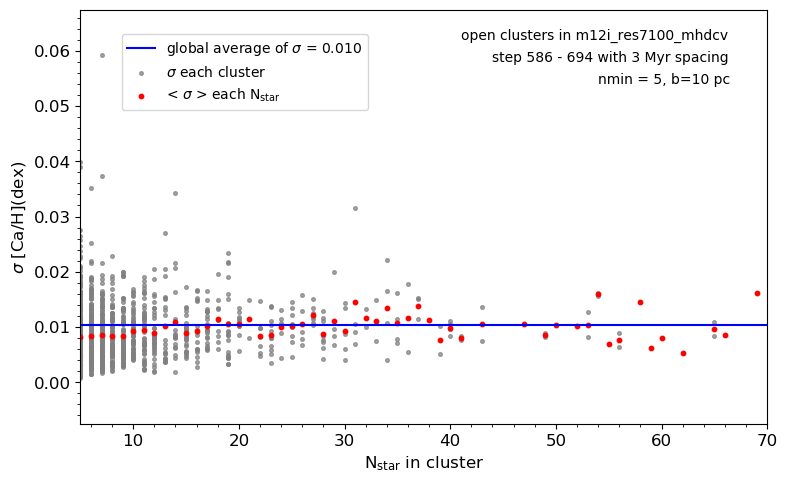 open clusters in m12i_res7100_mhdcv
step 586 - 694 with 3 Myr spacing
nmin = 5, b=10 pc
global average of σ = 0.010
σ each cluster
< σ > each N_star
σ [Ca/H](dex)
0.06
0.05
0.04
0.03
0.02
0.01
0.00
10 20 30 40 50 60 70
N_star in cluster